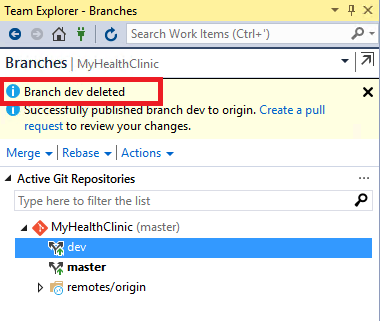 Team Explorer - Branches
Search Work Items (Ctrl+')
Branches | MyHealthClinic
Branch dev deleted
Successfully published branch dev to origin. Create a pull
request to review your changes.
Merge Rebase Actions
Active Git Repositories
Type here to filter the list
MyHealthClinic (master)
dev
master
remotes/origin